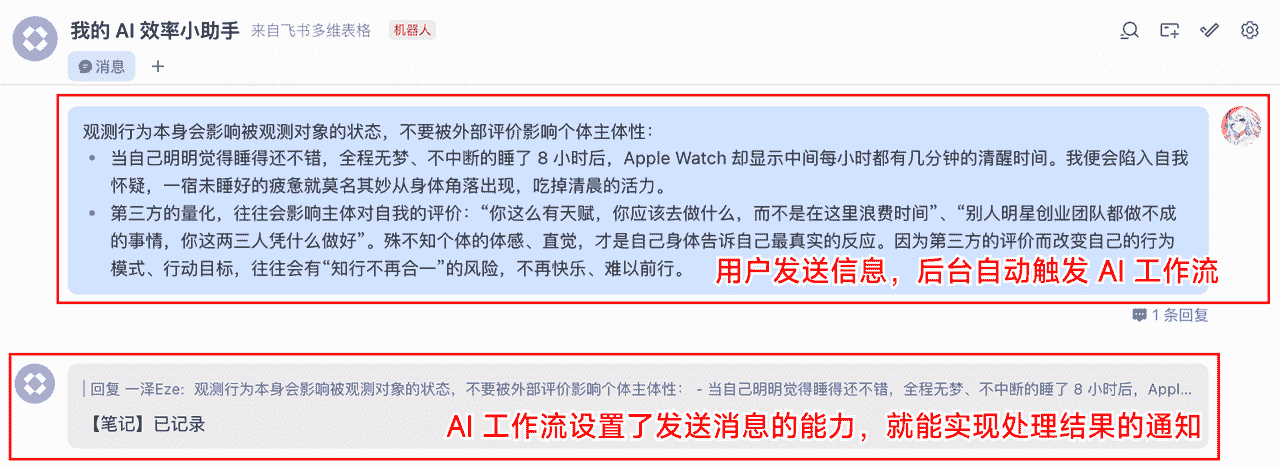 我的 AI 效率小助手 来自飞书多维表格 机器人
消息 +
观测行为本身会影响被观测对象的状态，不要被外部评价影响个体主体性：
• 当自己明明觉得睡得还不错，全程无梦、不中断的睡了 8 小时后，Apple Watch 却显示中间每小时都有几分钟的清醒时间。我便会陷入自我
怀疑，一宿未睡好的疲惫就莫名其妙从身体角落出现，吃掉清晨的活力。
• 第三方的量化，往往会影响主体对自我的评价：“你这么有天赋，你应该去做什么，而不是在这里浪费时间”、“别人明星创业团队都做不成
的事情，你这两三人凭什么做好”。殊不知个体的体感、直觉，才是自己身体告诉自己最真实的反应。因为第三方的评价而改变自己的行为
模式、行动目标，往往会有“知行不再合一”的风险，不再快乐、难以前行。
用户发送信息，后台自动触发 AI 工作流
1 条回复
回复 一泽Eze：观测行为本身会影响被观测对象的状态，不要被外部评价影响个体主体性： - 当自己明明觉得睡得还不错，全程无梦、不中断的睡了 8 小时后，Appl...
【笔记】已记录
AI 工作流设置了发送消息的能力，就能实现处理结果的通知